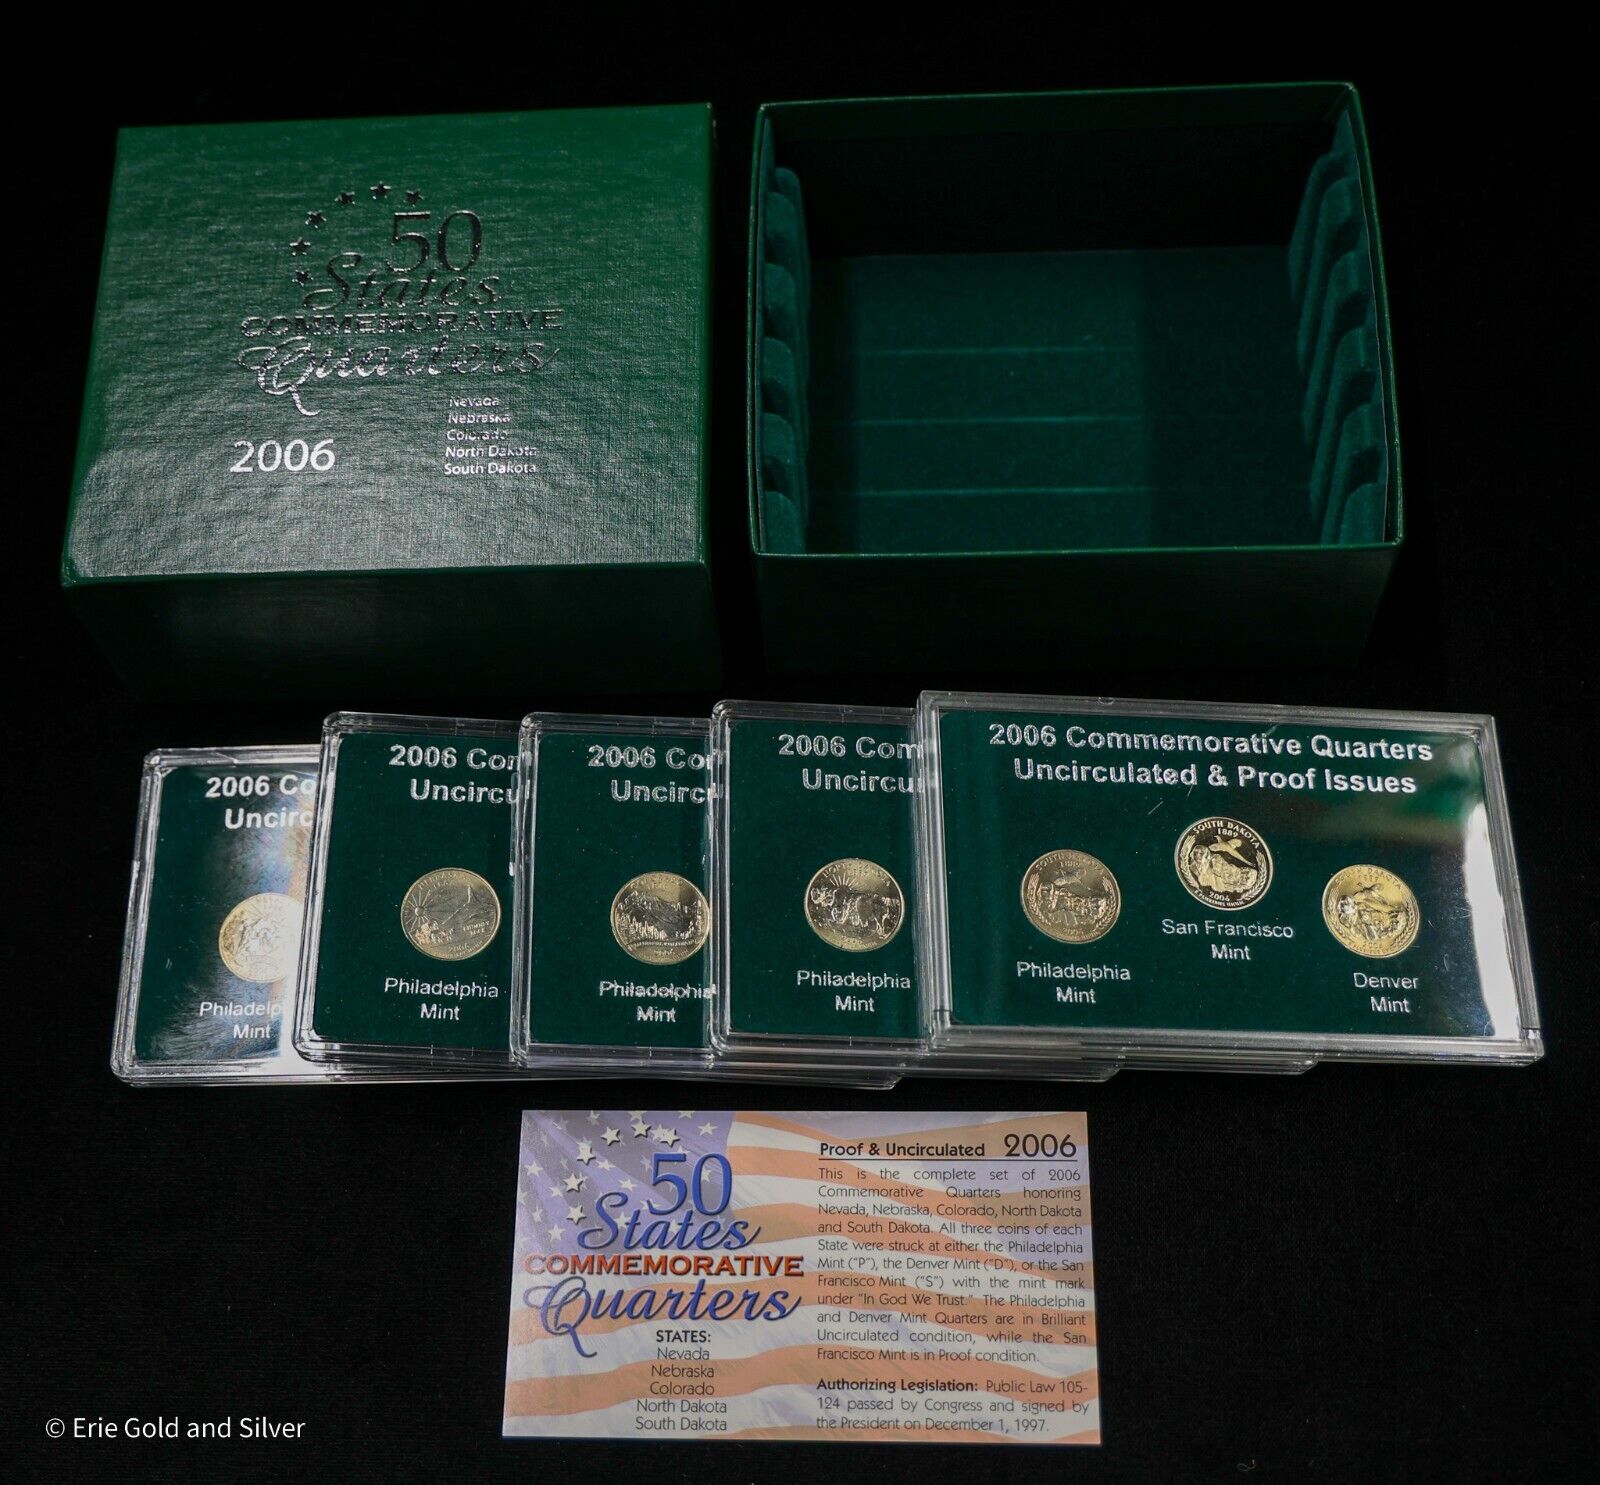 50
States
COMMEMORATIVE
Quarters
2006
Nevada
Nebraska
Colorado
North Dakota
South Dakota
2006 Co
Uncirc
Philadelp
Mint
2006 Com
Uncircul
Philadelphia
Mint
2006 Com
Uncircu
Philadelphia
Mint
2006 Com
Uncircu
Philadelphia
Mint
2006 Commemorative Quarters
Uncirculated & Proof Issues
Philadelphia
Mint
SOUTH DAKOTA
1889
2006
San Francisco
Mint
Denver
Mint
50
States
COMMEMORATIVE
Quarters
STATES:
Nevada
Nebraska
Colorado
North Dakota
South Dakota
Proof & Uncirculated 2006
This is the complete set of 2006
Commemorative Quarters honoring
Nevada, Nebraska, Colorado, North Dakota
and South Dakota. All three coins of each
State were struck at either the Philadelphia
Mint ("P"), the Denver Mint ("D"), or the San
Francisco Mint ("S") with the mint mark
under "In God We Trust." The Philadelphia
and Denver Mint Quarters are in Brilliant
Uncirculated condition, while the San
Francisco Mint is in Proof condition.
Authorizing Legislation: Public Law 105-
124 passed by Congress and signed by
the President on December 1, 1997.
© Erie Gold and Silver